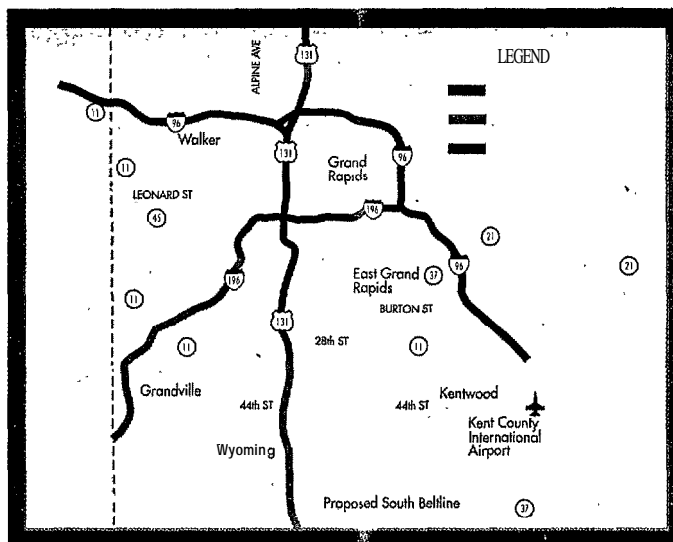 ALPINE AVE
131
LEGEND
11
96
Walker
131
Grand
Rapids
96
11
LEONARD ST
45
196
21
21
96
East Grand
Rapids
37
196
BURTON ST
11
131
28th ST
11
11
Grandville
44th ST
44th ST
Kentwood
Kent County
International
Airport
Wyoming
Proposed South Beltline
37